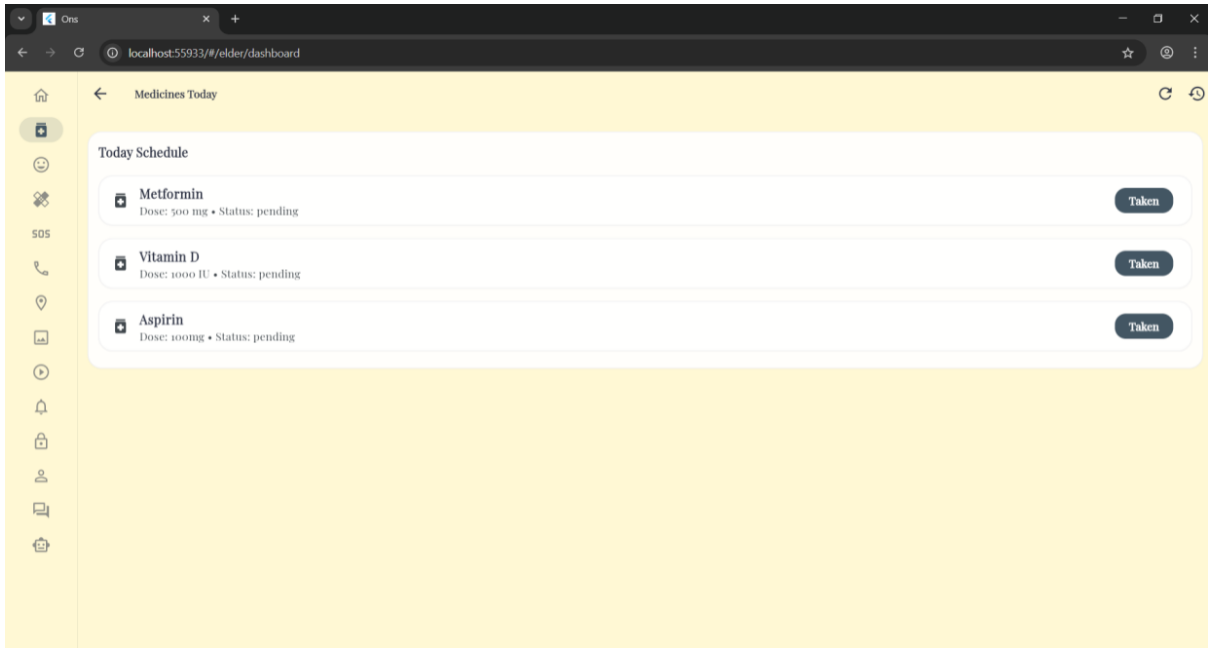 Ons
localhost:55933/#/elder/dashboard
Medicines Today
Today Schedule
Metformin
Dose: 500 mg • Status: pending
Taken
Vitamin D
Dose: 1000 IU • Status: pending
Taken
Aspirin
Dose: 100mg • Status: pending
Taken
SOS